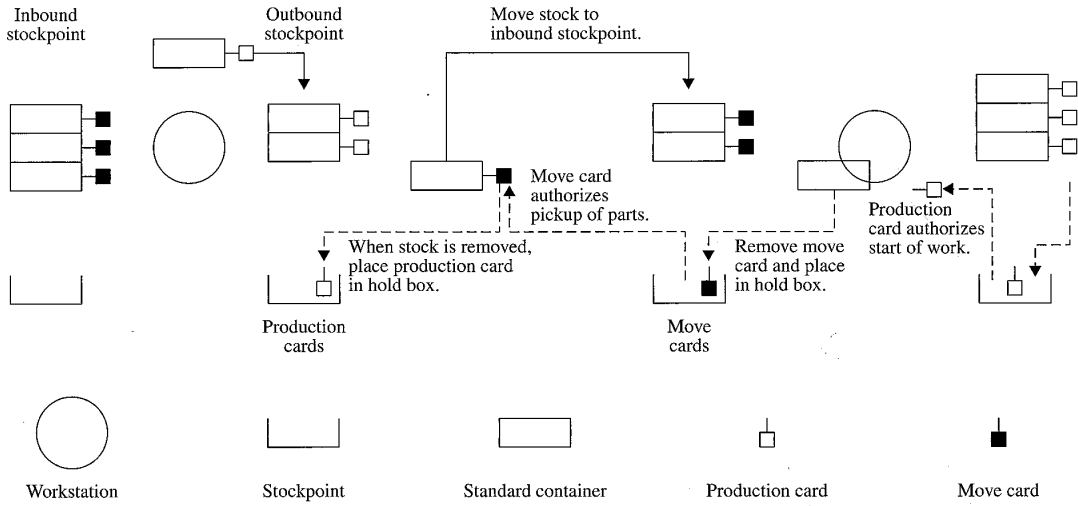 Inbound
stockpoint
Outbound
stockpoint
Move stock to
inbound stockpoint.
Move card
authorizes
pickup of parts.
Production
card authorizes
start of work.
When stock is removed,
place production card
in hold box.
Remove move
card and place
in hold box.
Production
cards
Move
cards
Workstation
Stockpoint
Standard container
Production card
Move card